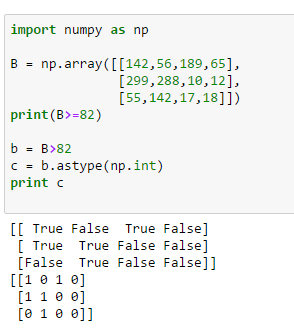 import numpy as np
B = np.array([[142,56,189,65],
[299,288,10,12],
[55,142,17,18]])
print(B>=82)
b = B>82
c = b.astype(np.int)
print c
[[ True False  True False]
 [ True  True False False]
 [False  True False False]]
[[1 0 1 0]
 [1 1 0 0]
 [0 1 0 0]]